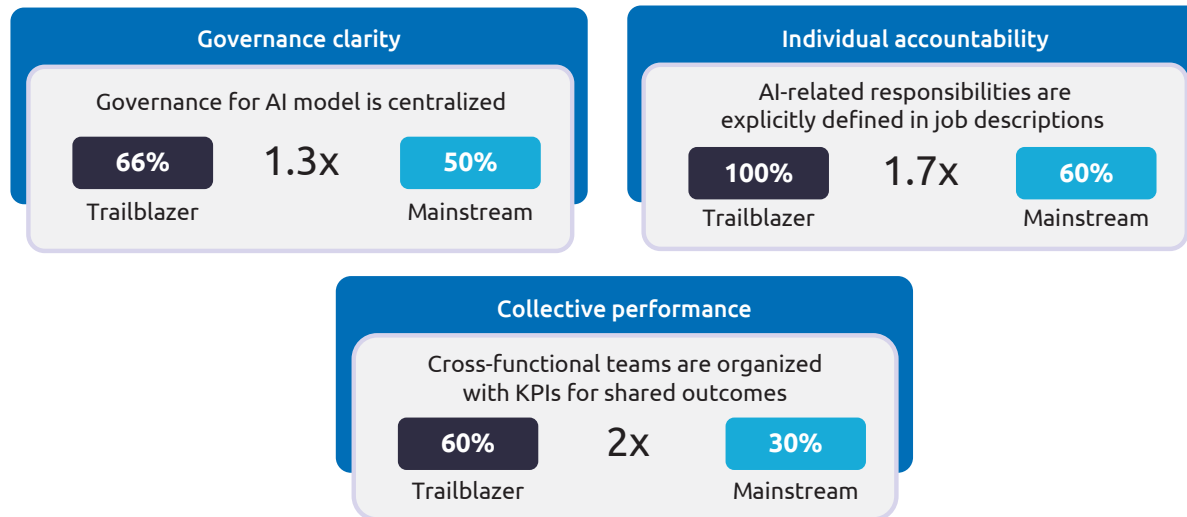 Governance clarity
Governance for AI model is centralized
66% 1.3x 50%
Trailblazer Mainstream
Individual accountability
AI-related responsibilities are
explicitly defined in job descriptions
100% 1.7x 60%
Trailblazer Mainstream
Collective performance
Cross-functional teams are organized
with KPIs for shared outcomes
60% 2x 30%
Trailblazer Mainstream